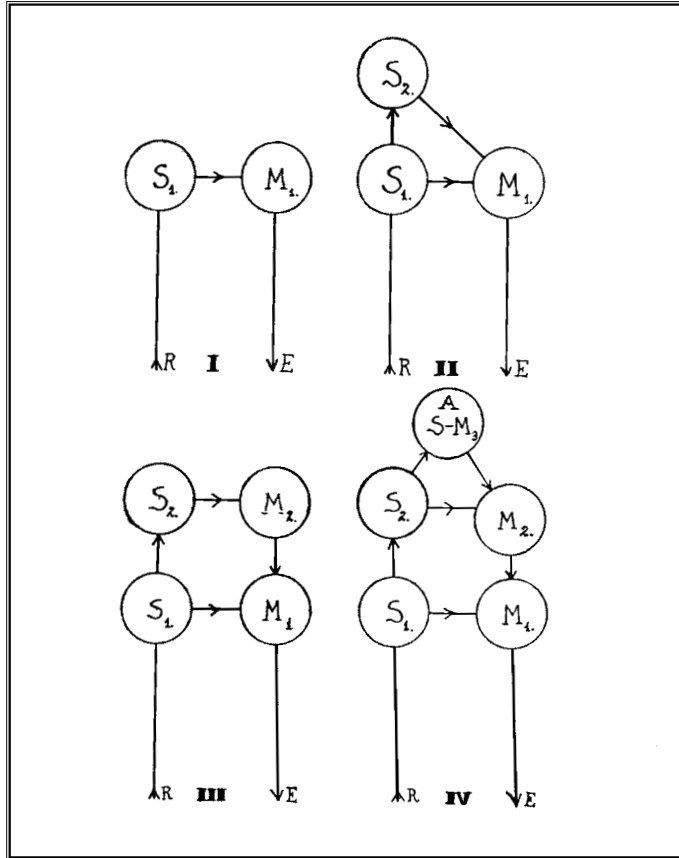 S₁. M₁.
R I E
S₂.
S₁. M₁.
R II E
S₂. M₂.
S₁. M₁
R III E
A
S-M₃
S₂. M₂.
S₁. M₁.
R IV E